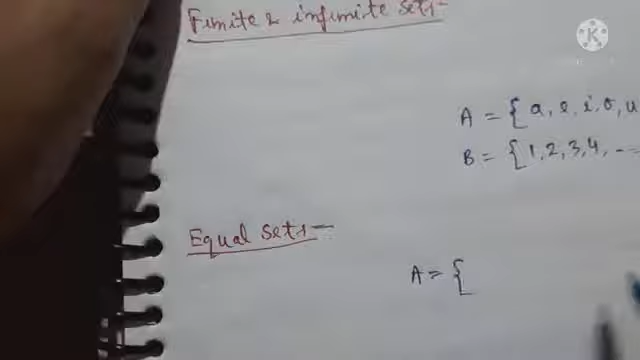 Finite & infinite sets-
A = { a, e, i, o, u
B = { 1, 2, 3, 4, ---
Equal sets-
A = {